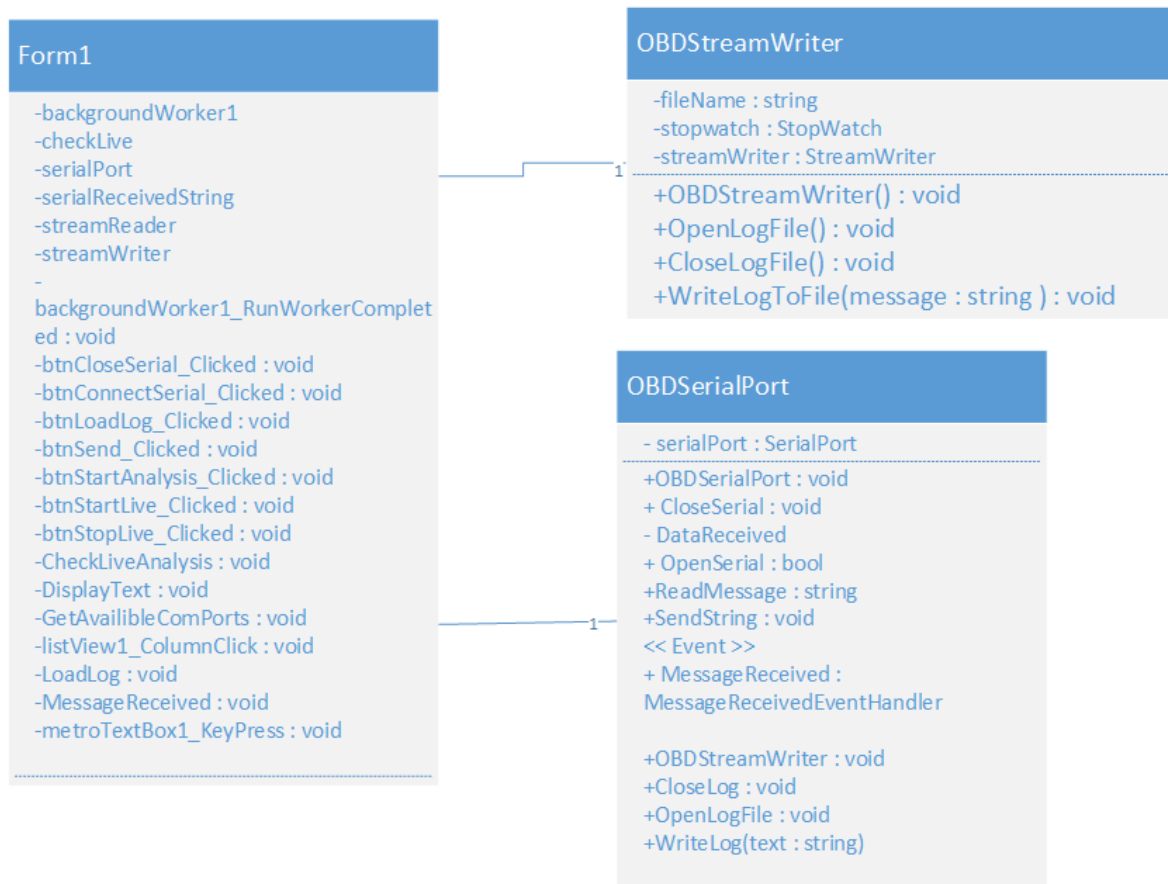 Form1
-backgroundWorker1
-checkLive
-serialPort
-serialReceivedString
-streamReader
-streamWriter
-
backgroundWorker1_RunWorkerComplet
ed : void
-btnCloseSerial_Clicked : void
-btnConnectSerial_Clicked : void
-btnLoadLog_Clicked : void
-btnSend_Clicked : void
-btnStartAnalysis_Clicked : void
-btnStartLive_Clicked : void
-btnStopLive_Clicked : void
-CheckLiveAnalysis : void
-DisplayText : void
-GetAvailibleComPorts : void
-listView1_ColumnClick : void
-LoadLog : void
-MessageReceived : void
-metroTextBox1_KeyPress : void
1
1
OBDStreamWriter
-fileName : string
-stopwatch : StopWatch
-streamWriter : StreamWriter
+OBDStreamWriter() : void
+OpenLogFile() : void
+CloseLogFile() : void
+WriteLogToFile(message : string ) : void
OBDSerialPort
- serialPort : SerialPort
+OBDSerialPort : void
+ CloseSerial : void
- DataReceived
+ OpenSerial : bool
+ReadMessage : string
+SendString : void
<< Event >>
+ MessageReceived :
MessageReceivedEventHandler
+OBDStreamWriter : void
+CloseLog : void
+OpenLogFile : void
+WriteLog(text : string)